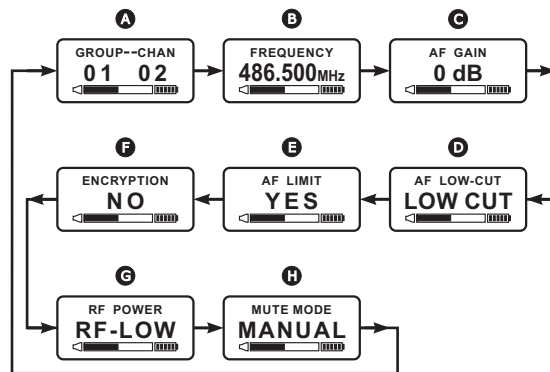 A
GROUP--CHAN
01 02
B
FREQUENCY
486.500MHz
C
AF GAIN
0 dB
F
ENCRYPTION
NO
E
AF LIMIT
YES
D
AF LOW-CUT
LOW CUT
G
RF POWER
RF-LOW
H
MUTE MODE
MANUAL